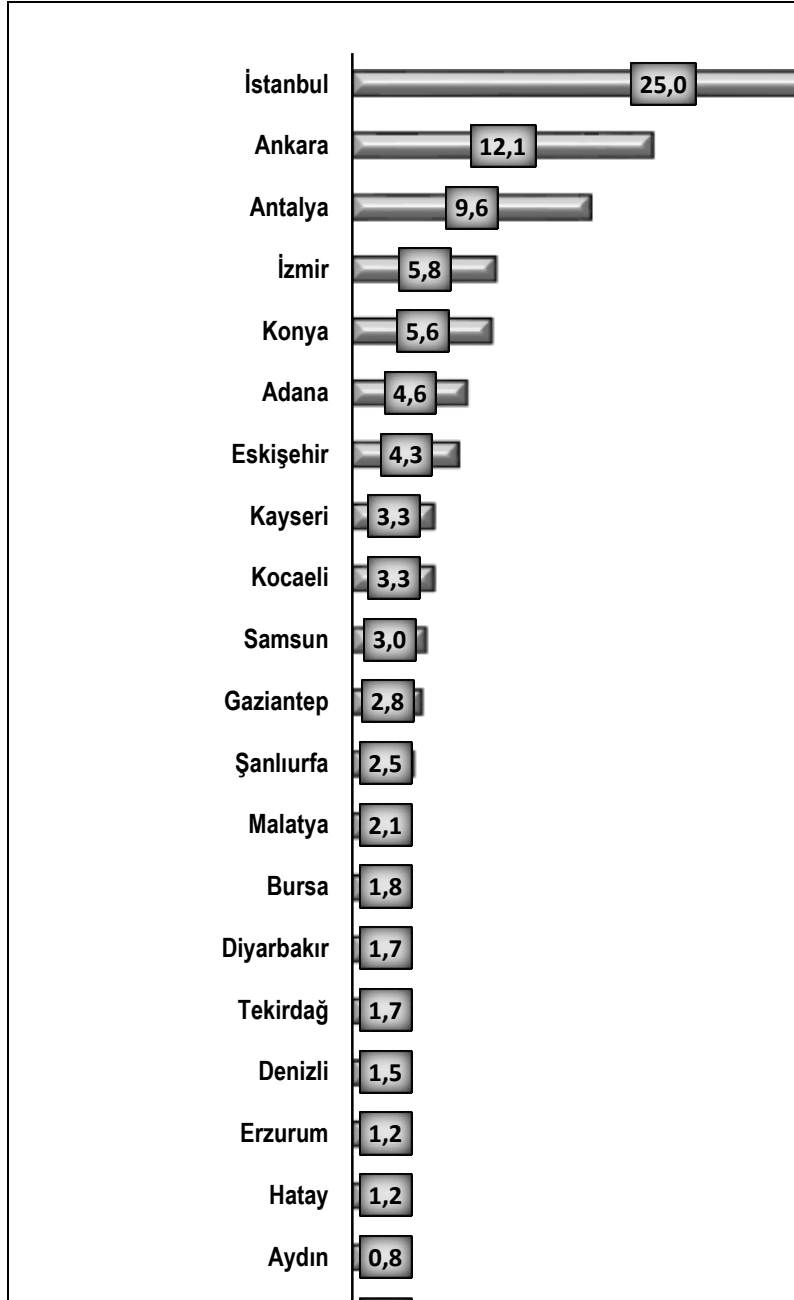 İstanbul 25,0
Ankara 12,1
Antalya 9,6
İzmir 5,8
Konya 5,6
Adana 4,6
Eskişehir 4,3
Kayseri 3,3
Kocaeli 3,3
Samsun 3,0
Gaziantep 2,8
Şanlıurfa 2,5
Malatya 2,1
Bursa 1,8
Diyarbakır 1,7
Tekirdağ 1,7
Denizli 1,5
Erzurum 1,2
Hatay 1,2
Aydın 0,8